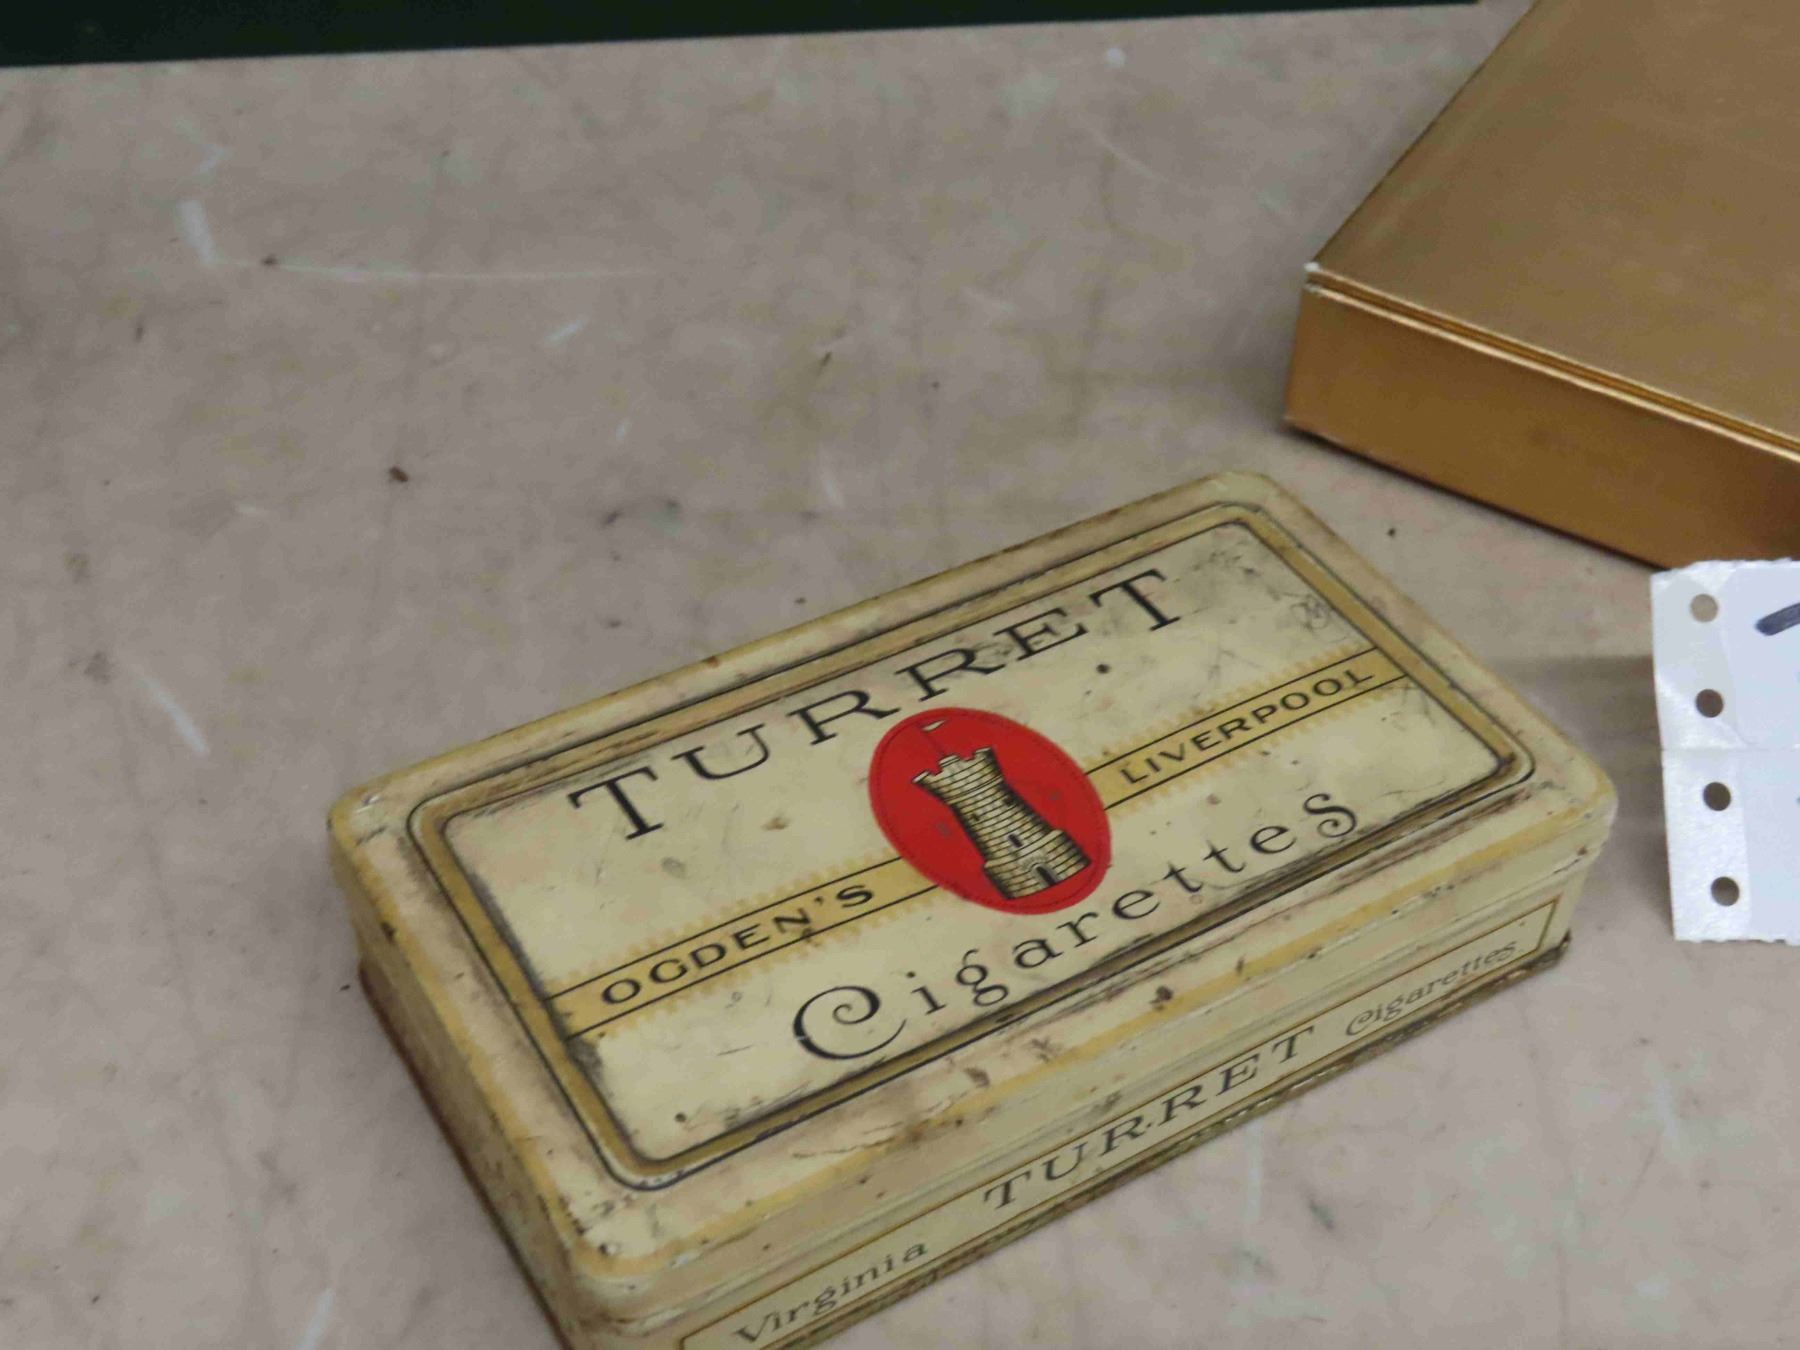 TURRET
OGDEN'S LIVERPOOL
Cigarettes
Virginia TURRET Cigarettes